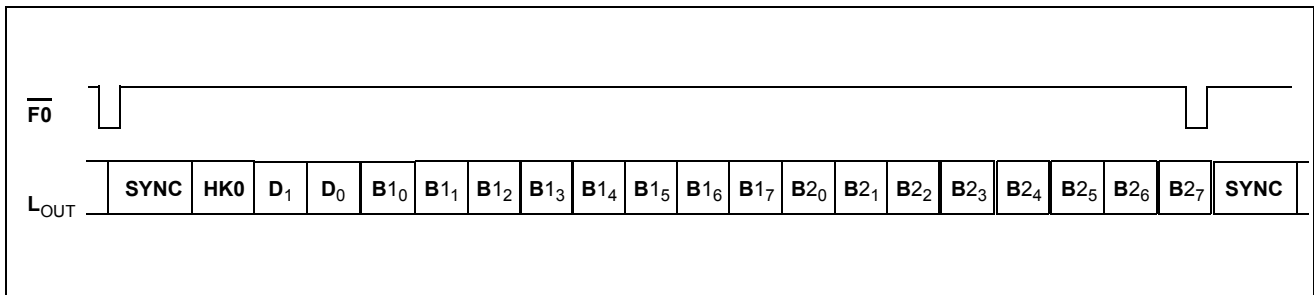 F0
L_OUT SYNC HK0 D₁ D₀ B1₀ B1₁ B1₂ B1₃ B1₄ B1₅ B1₆ B1₇ B2₀ B2₁ B2₂ B2₃ B2₄ B2₅ B2₆ B2₇ SYNC